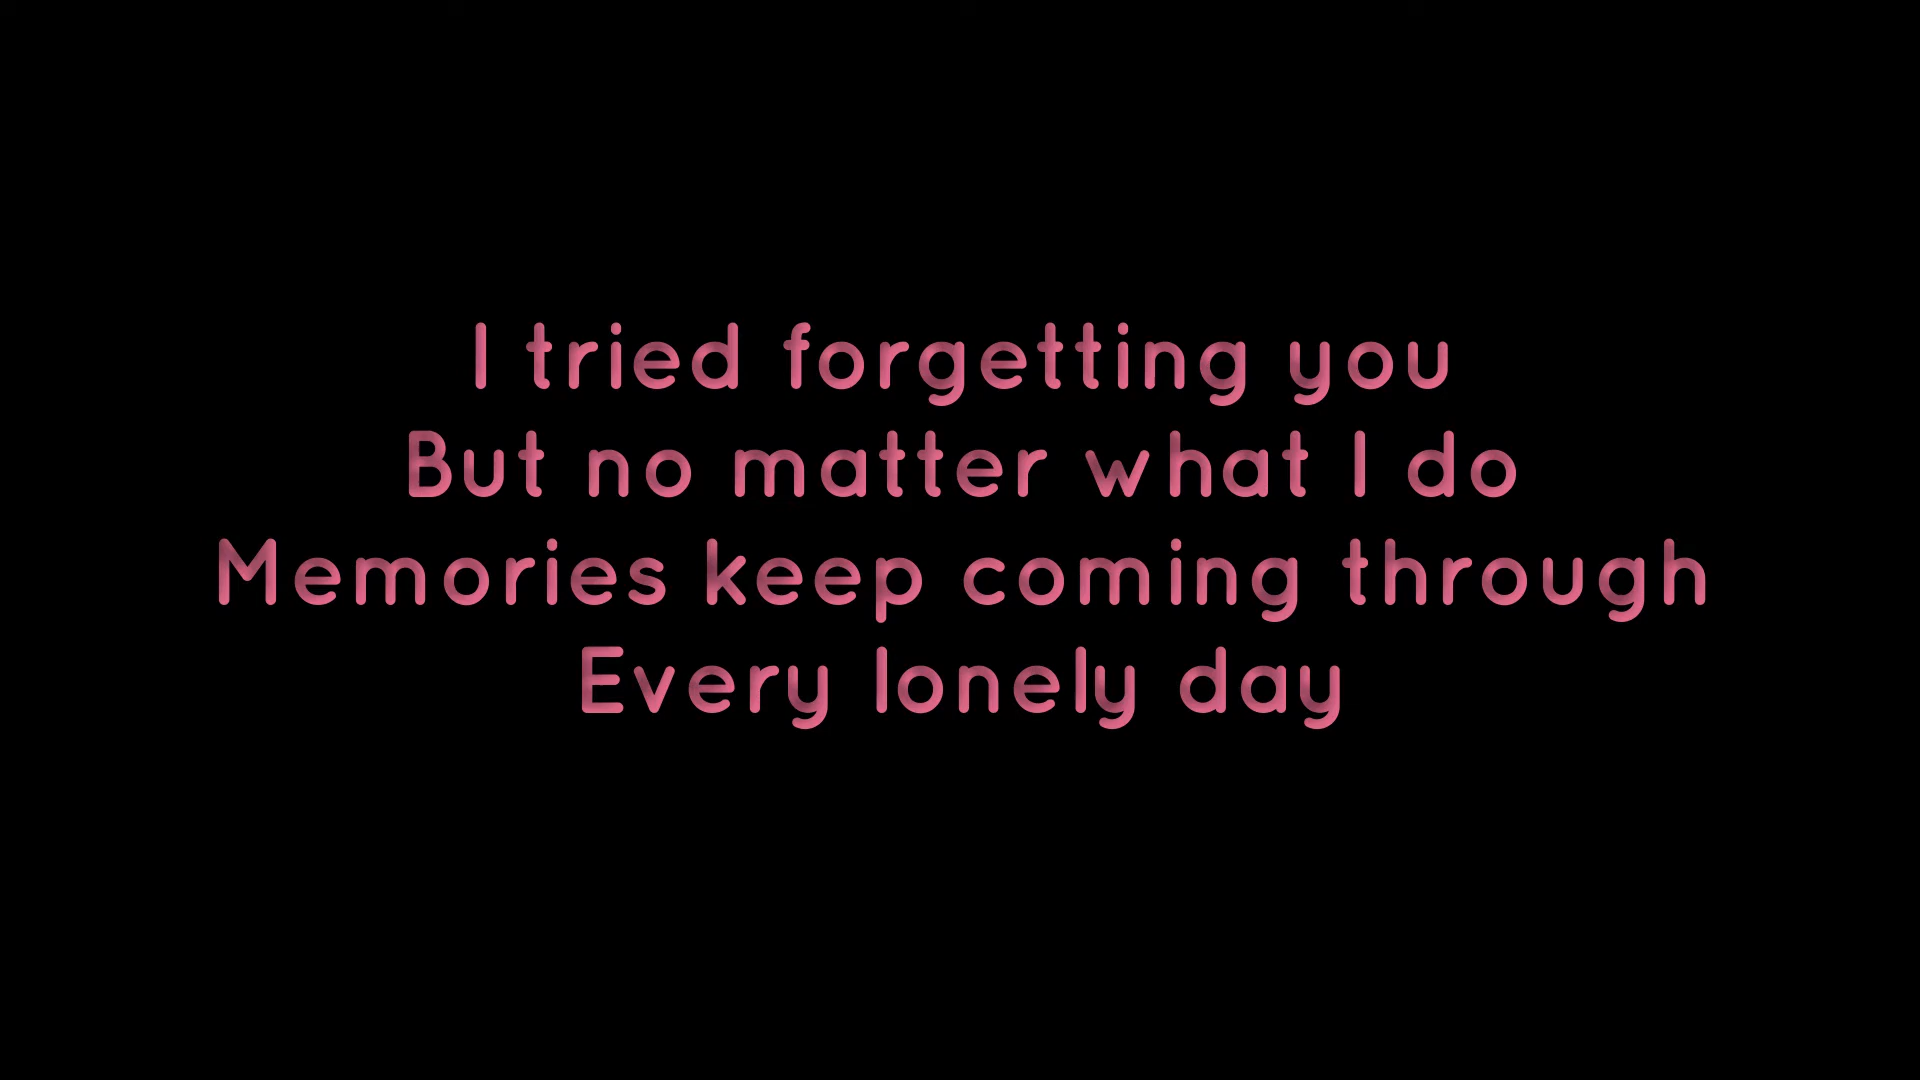 I tried forgetting you
But no matter what I do
Memories keep coming through
Every lonely day